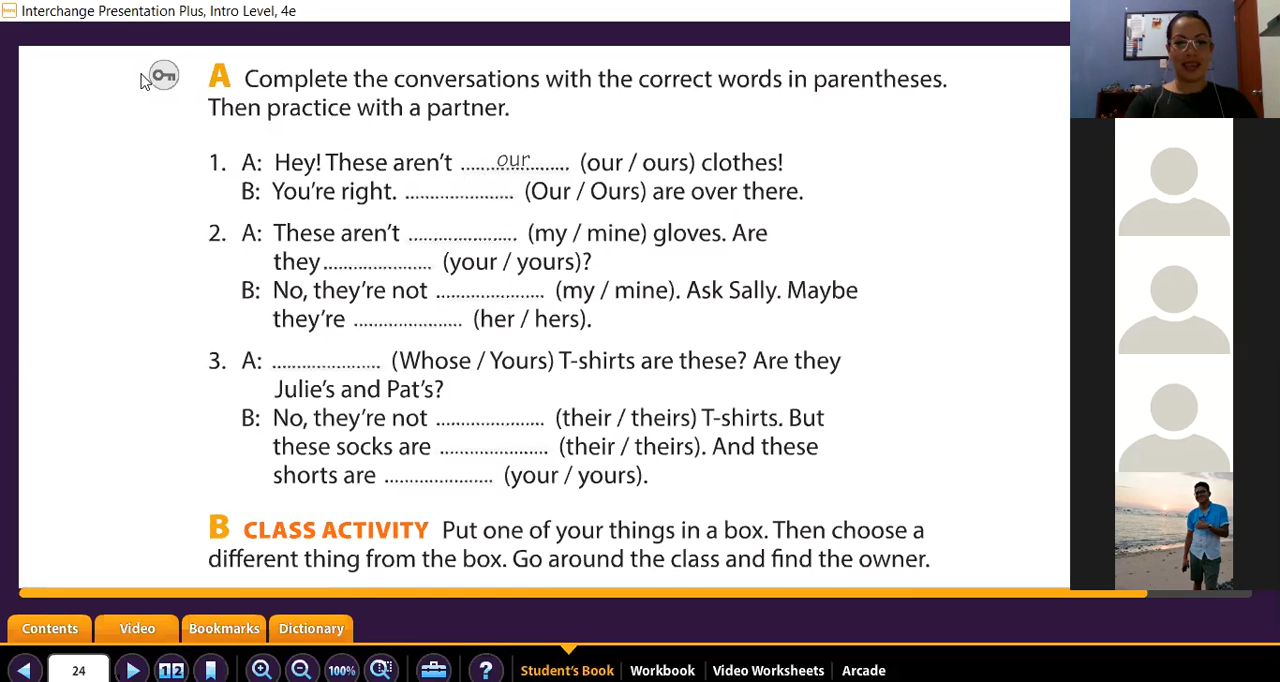 Interchange Presentation Plus, Intro Level, 4e
A Complete the conversations with the correct words in parentheses.
Then practice with a partner.
1. A: Hey! These aren't ......our....... (our / ours) clothes!
B: You're right. ..................... (Our / Ours) are over there.
2. A: These aren't ..................... (my / mine) gloves. Are
they..................... (your / yours)?
B: No, they're not ..................... (my / mine). Ask Sally. Maybe
they're ..................... (her / hers).
3. A: ..................... (Whose / Yours) T-shirts are these? Are they
Julie's and Pat's?
B: No, they're not ..................... (their / theirs) T-shirts. But
these socks are ..................... (their / theirs). And these
shorts are ..................... (your / yours).
B CLASS ACTIVITY Put one of your things in a box. Then choose a
different thing from the box. Go around the class and find the owner.
Contents Video Bookmarks Dictionary
24 1 2 100% ? Student's Book Workbook Video Worksheets Arcade